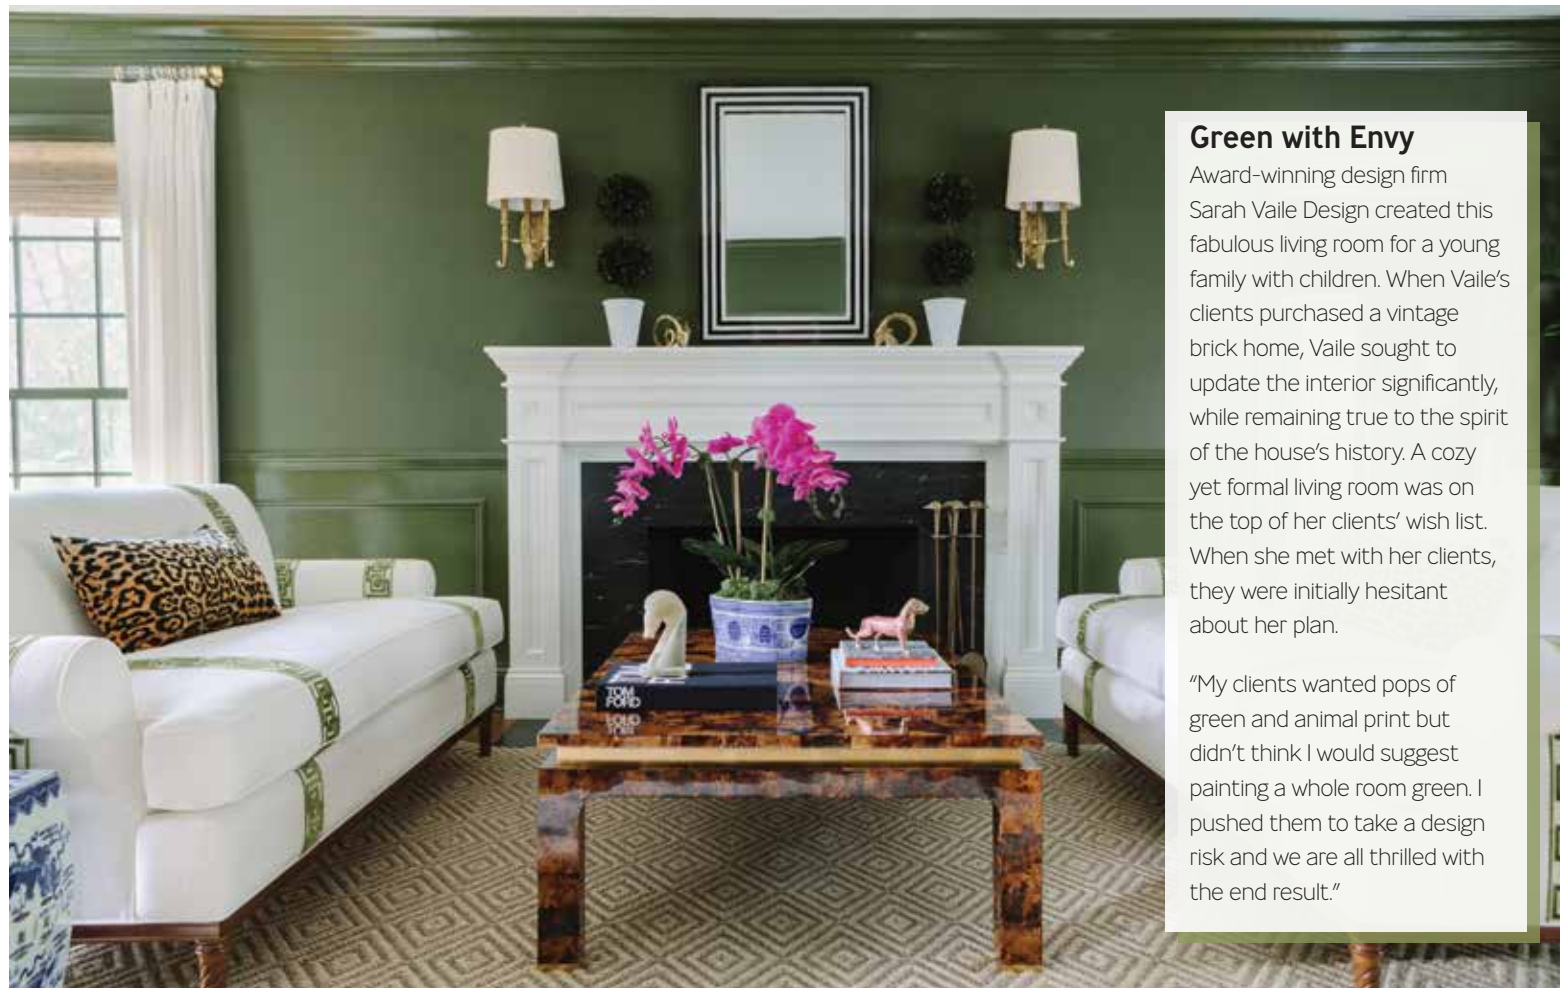 Green with Envy
Award-winning design firm
Sarah Vaile Design created this
fabulous living room for a young
family with children. When Vaile’s
clients purchased a vintage
brick home, Vaile sought to
update the interior significantly,
while remaining true to the spirit
of the house’s history. A cozy
yet formal living room was on
the top of her clients’ wish list.
When she met with her clients,
they were initially hesitant
about her plan.
“My clients wanted pops of
green and animal print but
didn’t think I would suggest
painting a whole room green. I
pushed them to take a design
risk and we are all thrilled with
the end result.”
TOM
FORD